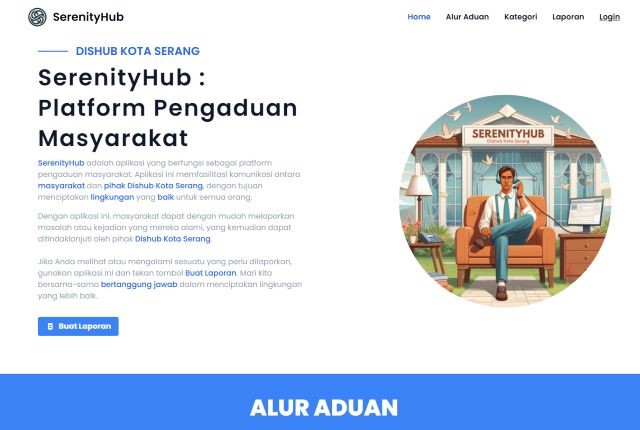 SerenityHub
Home Alur Aduan Kategori Laporan Login
DISHUB KOTA SERANG
SerenityHub :
Platform Pengaduan
Masyarakat
SerenityHub adalah aplikasi yang berfungsi sebagai platform
pengaduan masyarakat. Aplikasi ini memfasilitasi komunikasi antara
masyarakat dan pihak Dishub Kota Serang, dengan tujuan
menciptakan lingkungan yang baik untuk semua orang.
Dengan aplikasi ini, masyarakat dapat dengan mudah melaporkan
masalah atau kejadian yang mereka alami, yang kemudian dapat
ditindaklanjuti oleh pihak Dishub Kota Serang.
Jika Anda melihat atau mengalami sesuatu yang perlu dilaporkan,
gunakan aplikasi ini dan tekan tombol Buat Laporan. Mari kita
bersama-sama bertanggung jawab dalam menciptakan lingkungan
yang lebih baik.
Buat Laporan
SERENITYHUB
Dishub Kota Serang
ALUR ADUAN